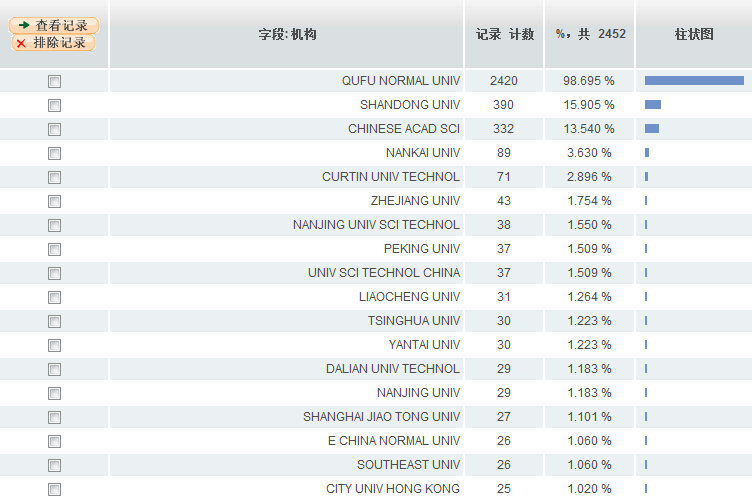 查看记录
排除记录
字段: 机构 记录 计数 %，共 2452 柱状图
QUFU NORMAL UNIV 2420 98.695 %
SHANDONG UNIV 390 15.905 %
CHINESE ACAD SCI 332 13.540 %
NANKAI UNIV 89 3.630 %
CURTIN UNIV TECHNOL 71 2.896 %
ZHEJIANG UNIV 43 1.754 %
NANJING UNIV SCI TECHNOL 38 1.550 %
PEKING UNIV 37 1.509 %
UNIV SCI TECHNOL CHINA 37 1.509 %
LIAOCHENG UNIV 31 1.264 %
TSINGHUA UNIV 30 1.223 %
YANTAI UNIV 30 1.223 %
DALIAN UNIV TECHNOL 29 1.183 %
NANJING UNIV 29 1.183 %
SHANGHAI JIAO TONG UNIV 27 1.101 %
E CHINA NORMAL UNIV 26 1.060 %
SOUTHEAST UNIV 26 1.060 %
CITY UNIV HONG KONG 25 1.020 %